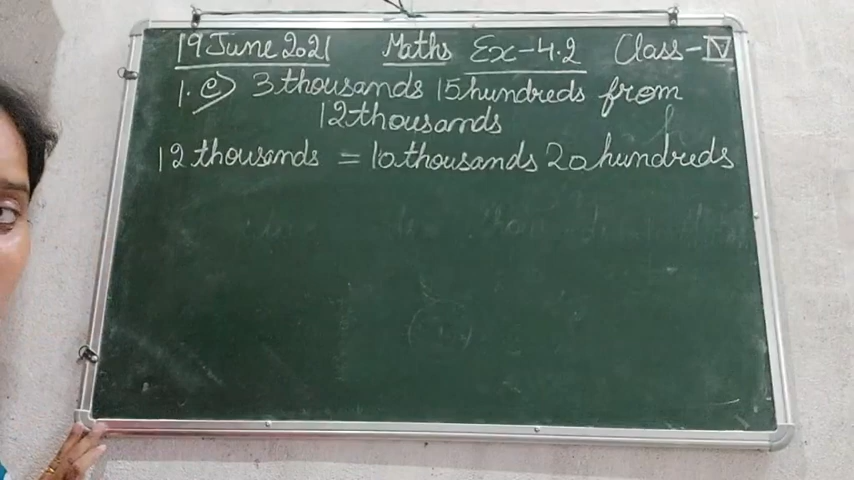 19 June 2021 Maths Ex-4.2 Class-IV
1. e) 3 thousands 15 hundreds from
12 thousands
12 thousands = 10 thousands 20 hundreds